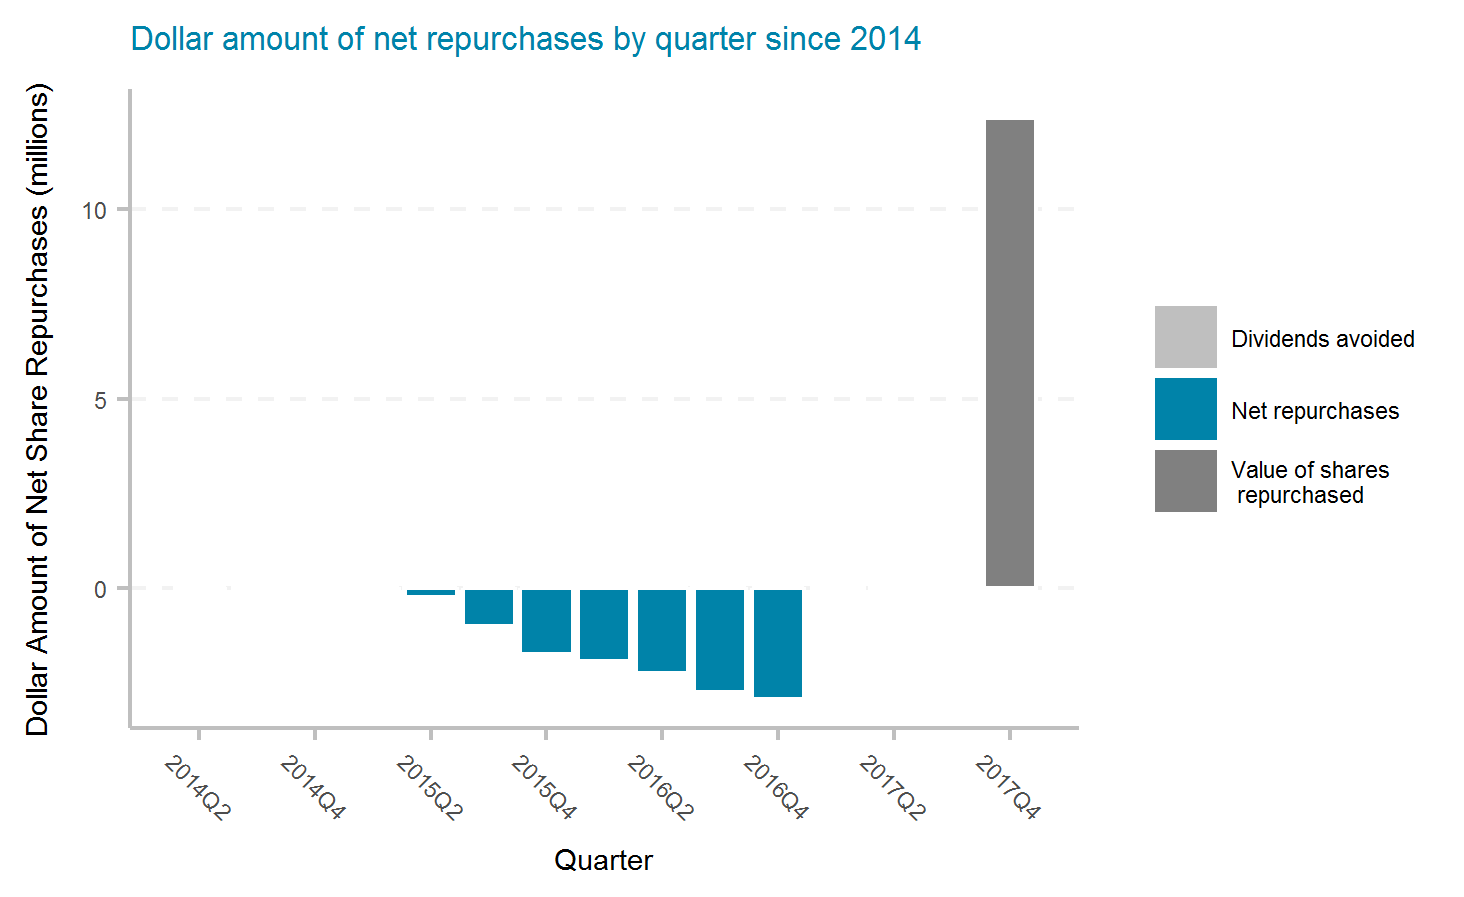 Dollar amount of net repurchases by quarter since 2014
Dollar Amount of Net Share Repurchases (millions)
10
5
0
2014Q2
2014Q4
2015Q2
2015Q4
2016Q2
2016Q4
2017Q2
2017Q4
Quarter
Dividends avoided
Net repurchases
Value of shares
repurchased